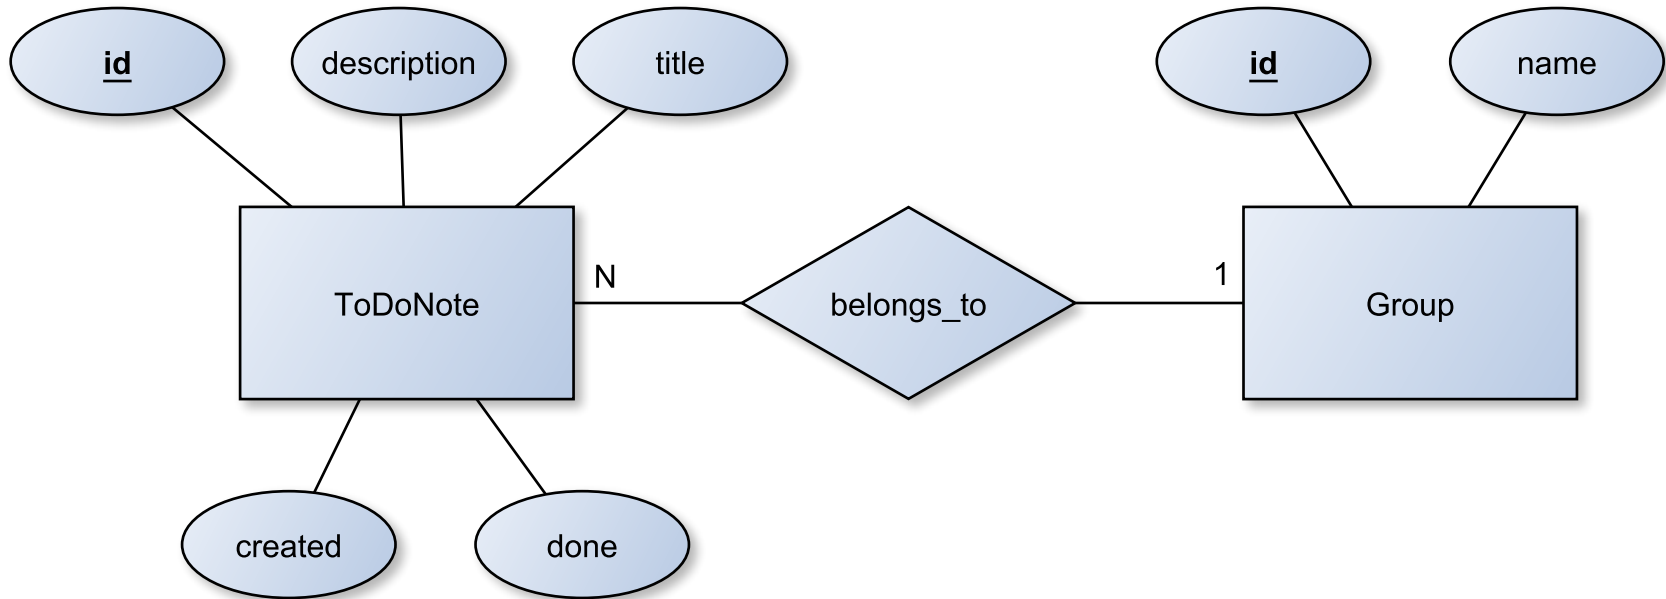 id
description
title
id
name
N
1
ToDoNote
belongs_to
Group
created
done